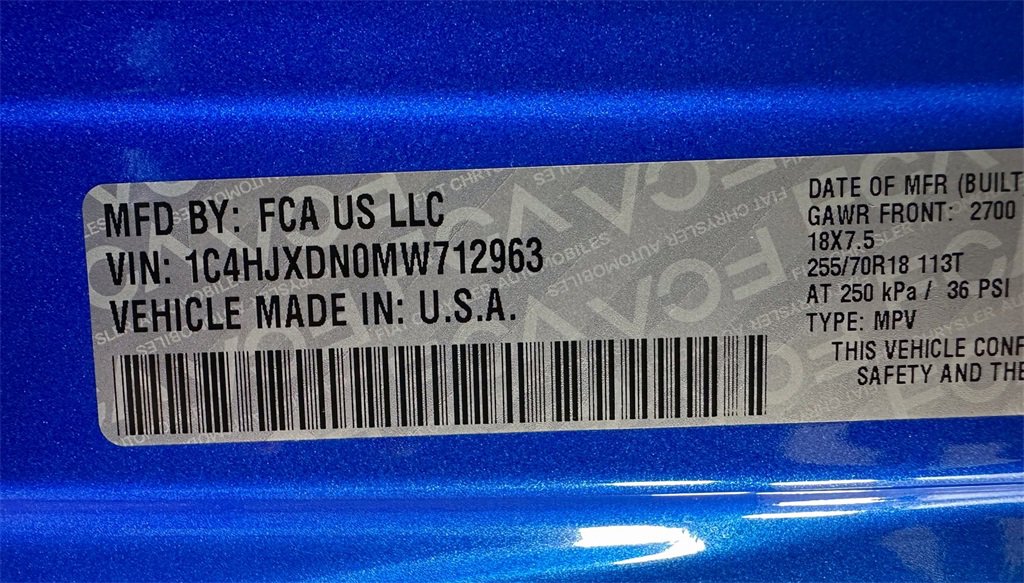 MFD BY: FCA US LLC
VIN: 1C4HJXDN0MW712963
VEHICLE MADE IN: U.S.A.
DATE OF MFR (BUILT
GAWR FRONT: 2700
18X7.5
255/70R18 113T
AT 250 kPa / 36 PSI
TYPE: MPV
THIS VEHICLE CONF
SAFETY AND THE